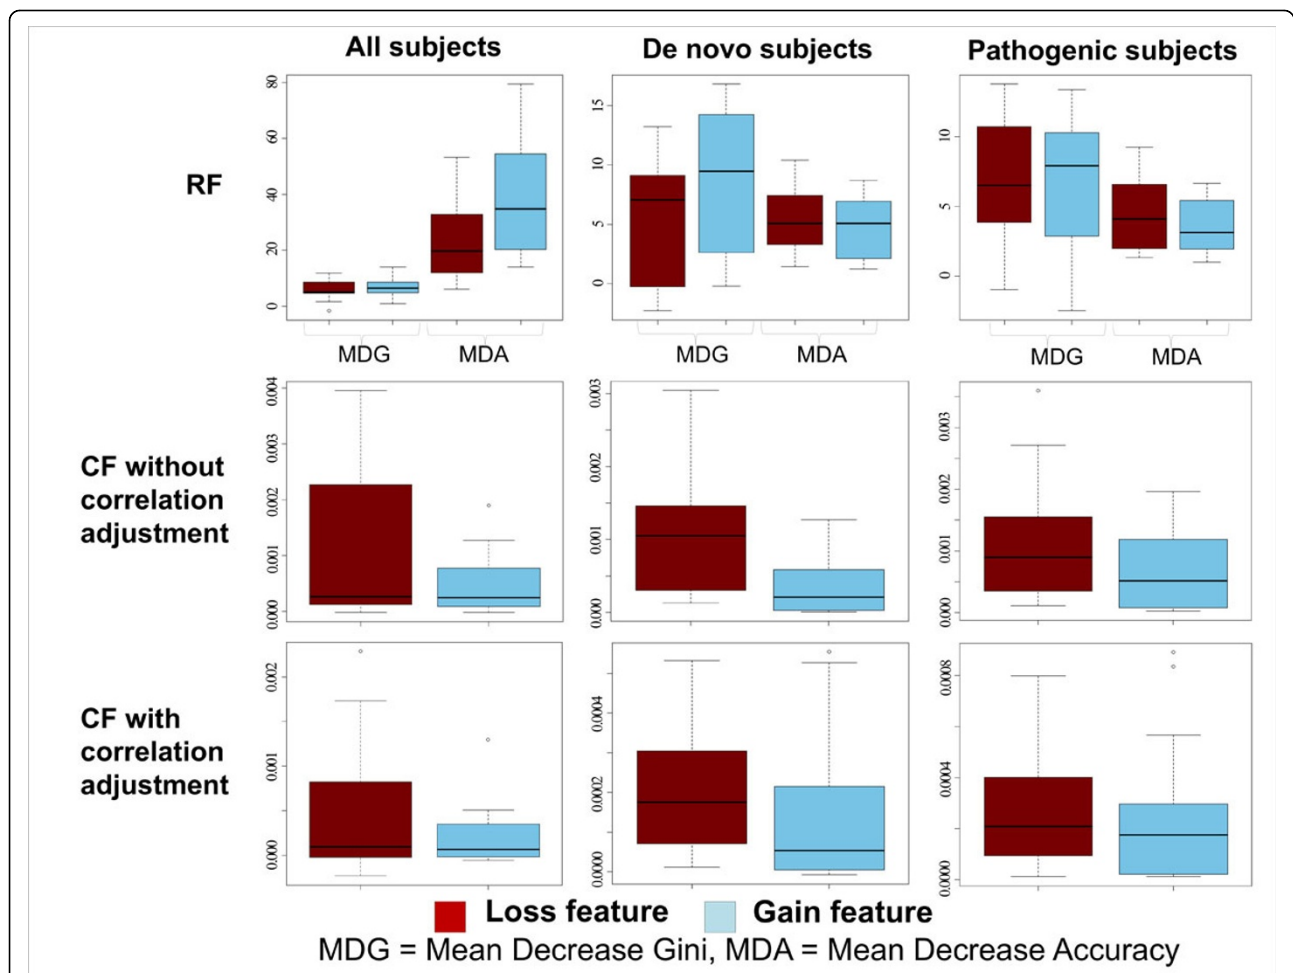 All subjects
De novo subjects
Pathogenic subjects
RF
80
60
40
20
0
15
10
5
0
10
5
0
MDG
MDA
MDG
MDA
MDG
MDA
CF without
correlation
adjustment
0.004
0.003
0.002
0.001
0.000
0.003
0.002
0.001
0.000
0.003
0.002
0.001
0.000
CF with
correlation
adjustment
0.002
0.001
0.000
0.0004
0.0002
0.0000
0.0008
0.0004
0.0000
Loss feature
Gain feature
MDG = Mean Decrease Gini, MDA = Mean Decrease Accuracy